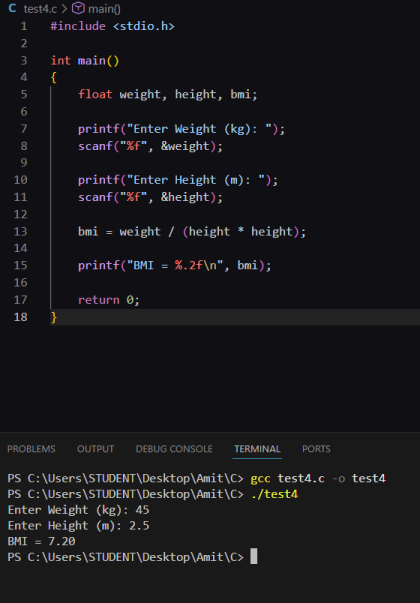 C test4.c > main()
1 #include <stdio.h>
2
3 int main()
4 {
5     float weight, height, bmi;
6
7     printf("Enter Weight (kg): ");
8     scanf("%f", &weight);
9
10     printf("Enter Height (m): ");
11     scanf("%f", &height);
12
13     bmi = weight / (height * height);
14
15     printf("BMI = %.2f\n", bmi);
16
17     return 0;
18 }
PROBLEMS OUTPUT DEBUG CONSOLE TERMINAL PORTS
PS C:\Users\STUDENT\Desktop\Amit\C> gcc test4.c -o test4
PS C:\Users\STUDENT\Desktop\Amit\C> ./test4
Enter Weight (kg): 45
Enter Height (m): 2.5
BMI = 7.20
PS C:\Users\STUDENT\Desktop\Amit\C>